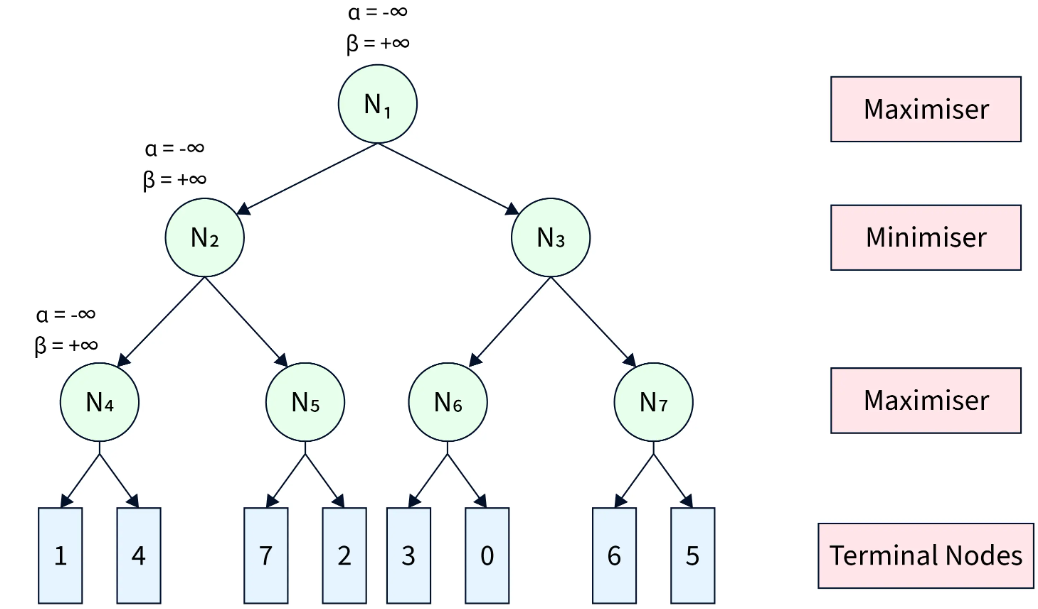 α = -∞
β = +∞
N₁
Maximiser
α = -∞
β = +∞
N₂
N₃
Minimiser
α = -∞
β = +∞
N₄
N₅
N₆
N₇
Maximiser
1
4
7
2
3
0
6
5
Terminal Nodes